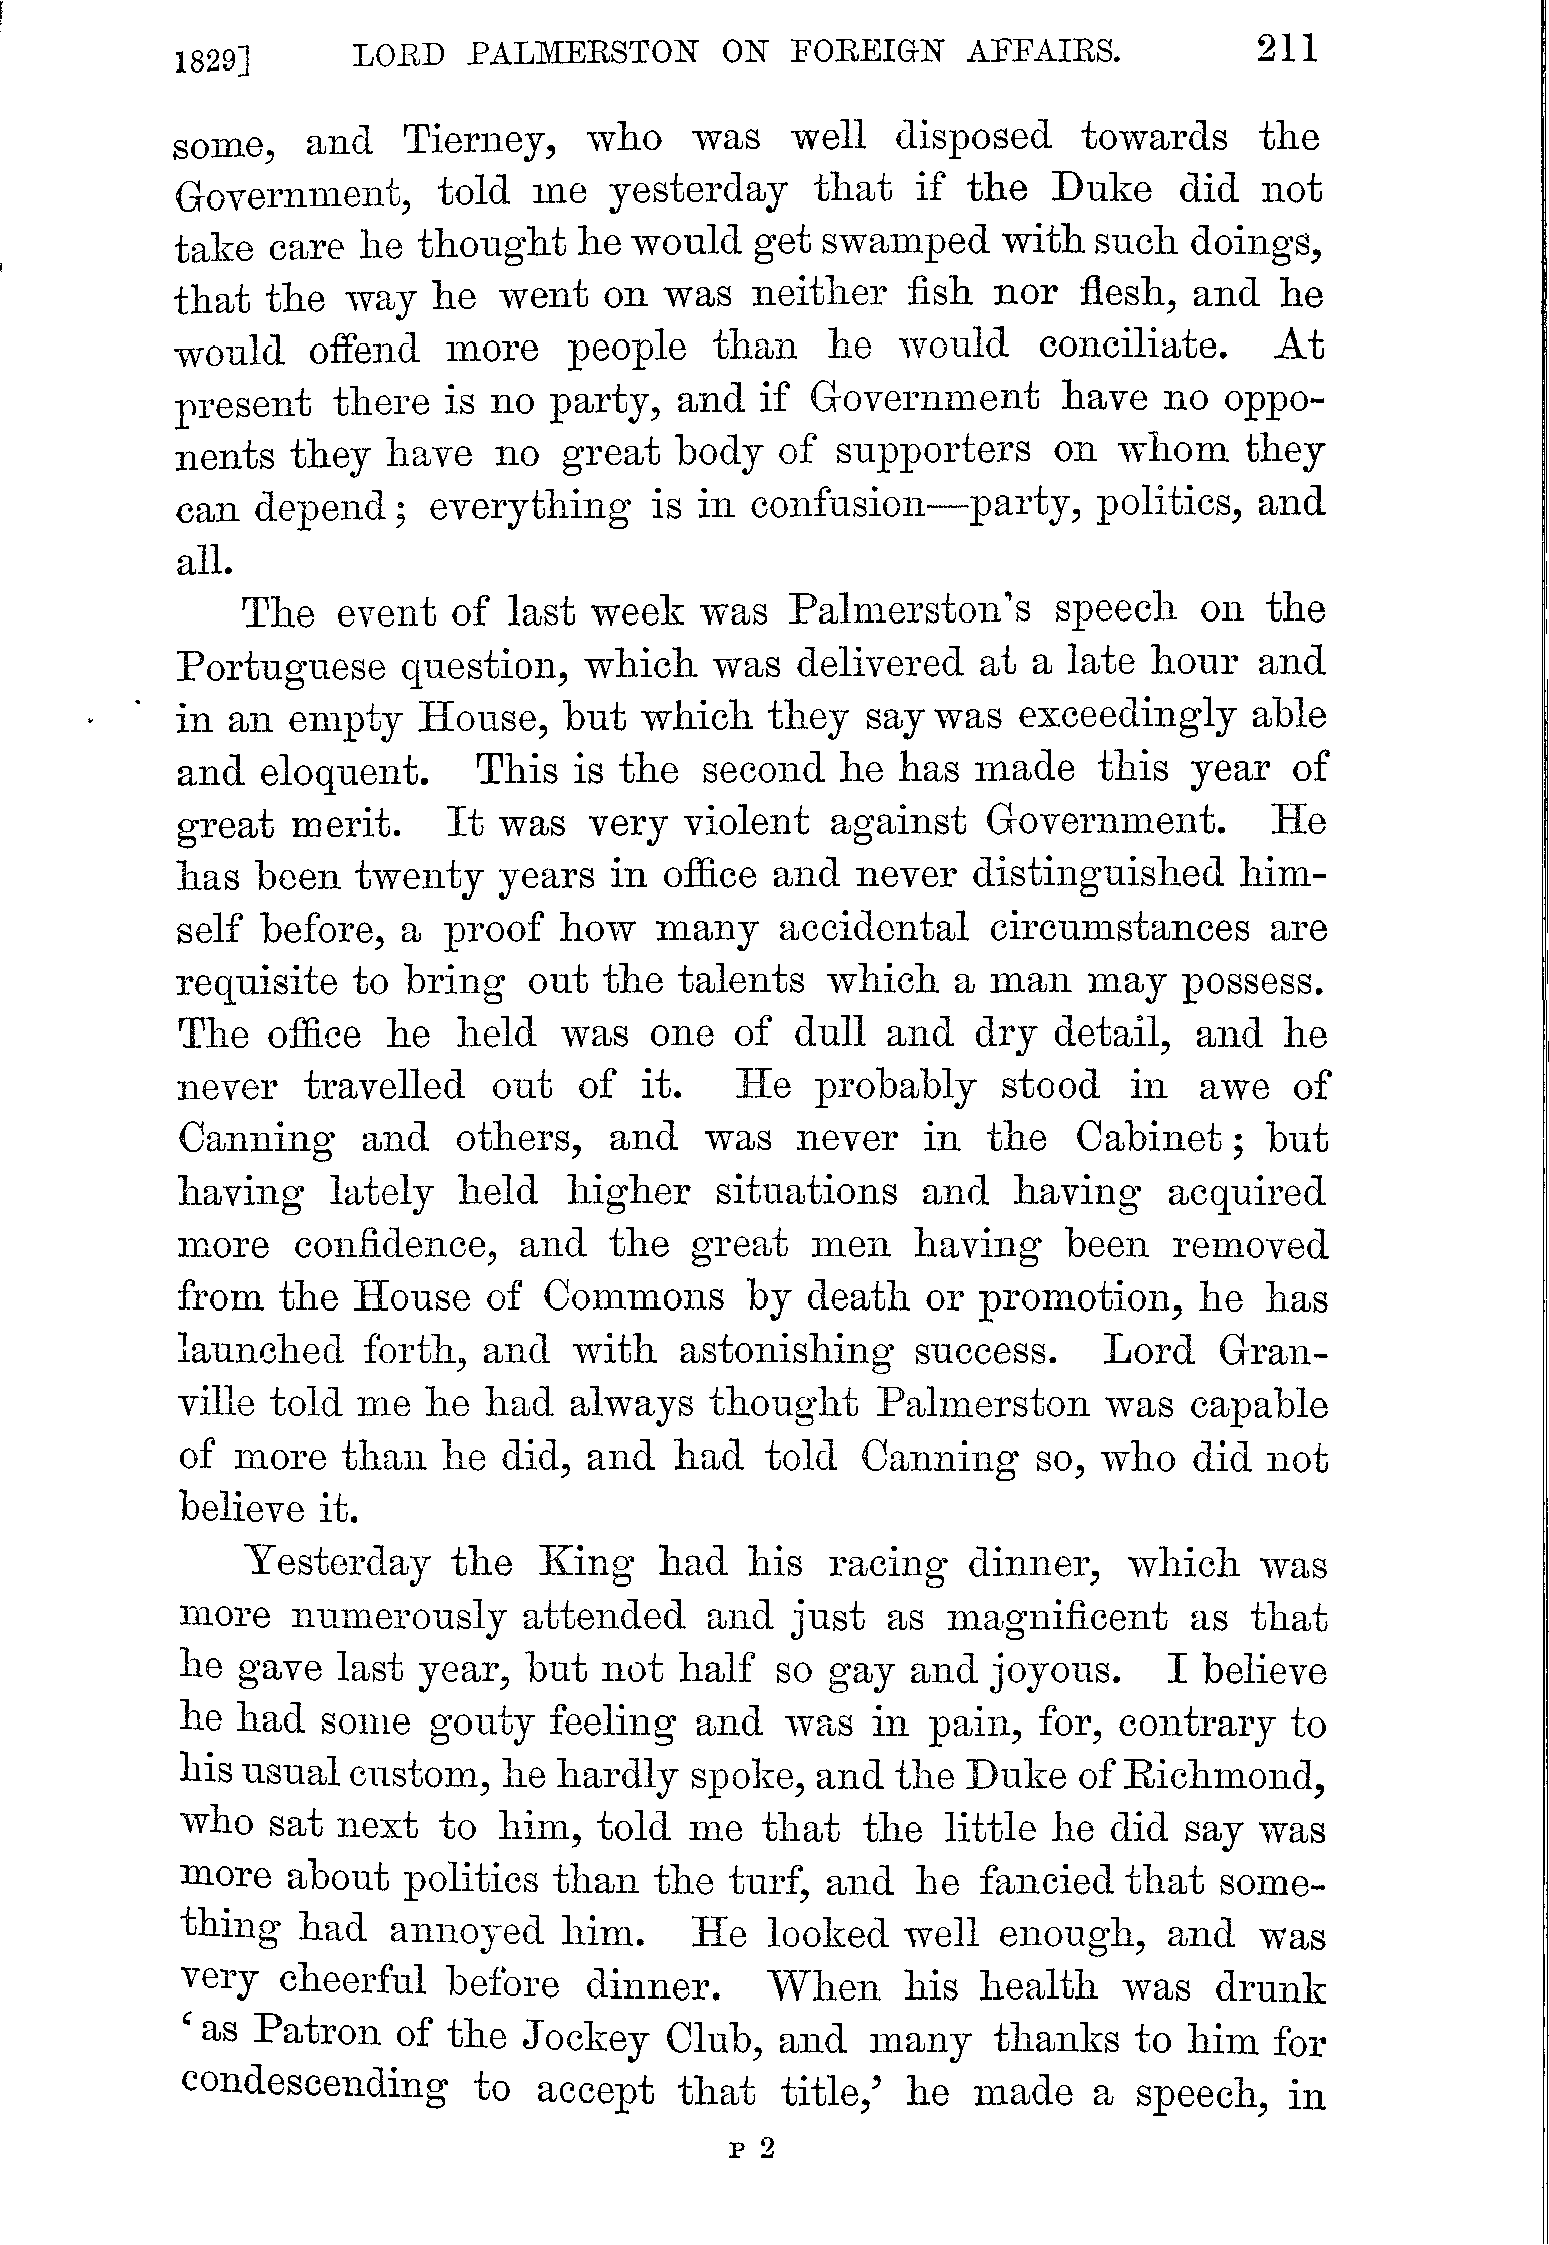 1829] LORD PALMERSTON ON FOREIGN AFFAIRS. 211
some, and Tierney, who was well disposed towards the
Government, told me yesterday that if the Duke did not
take care he thought he would get swamped with such doings,
that the way he went on was neither fish nor flesh, and he
would offend more people than he would conciliate. At
present there is no party, and if Government have no oppo-
nents they have no great body of supporters on whom they
can depend; everything is in confusion—party, politics, and
all.
The event of last week was Palmerston's speech on the
Portuguese question, which was delivered at a late hour and
in an empty House, but which they say was exceedingly able
and eloquent. This is the second he has made this year of
great merit. It was very violent against Government. He
has been twenty years in office and never distinguished him-
self before, a proof how many accidental circumstances are
requisite to bring out the talents which a man may possess.
The office he held was one of dull and dry detail, and he
never travelled out of it. He probably stood in awe of
Canning and others, and was never in the Cabinet; but
having lately held higher situations and having acquired
more confidence, and the great men having been removed
from the House of Commons by death or promotion, he has
launched forth, and with astonishing success. Lord Gran-
ville told me he had always thought Palmerston was capable
of more than he did, and had told Canning so, who did not
believe it.
Yesterday the King had his racing dinner, which was
more numerously attended and just as magnificent as that
he gave last year, but not half so gay and joyous. I believe
he had some gouty feeling and was in pain, for, contrary to
his usual custom, he hardly spoke, and the Duke of Richmond,
who sat next to him, told me that the little he did say was
more about politics than the turf, and he fancied that some-
thing had annoyed him. He looked well enough, and was
very cheerful before dinner. When his health was drunk
‘as Patron of the Jockey Club, and many thanks to him for
condescending to accept that title,’ he made a speech, in
P 2